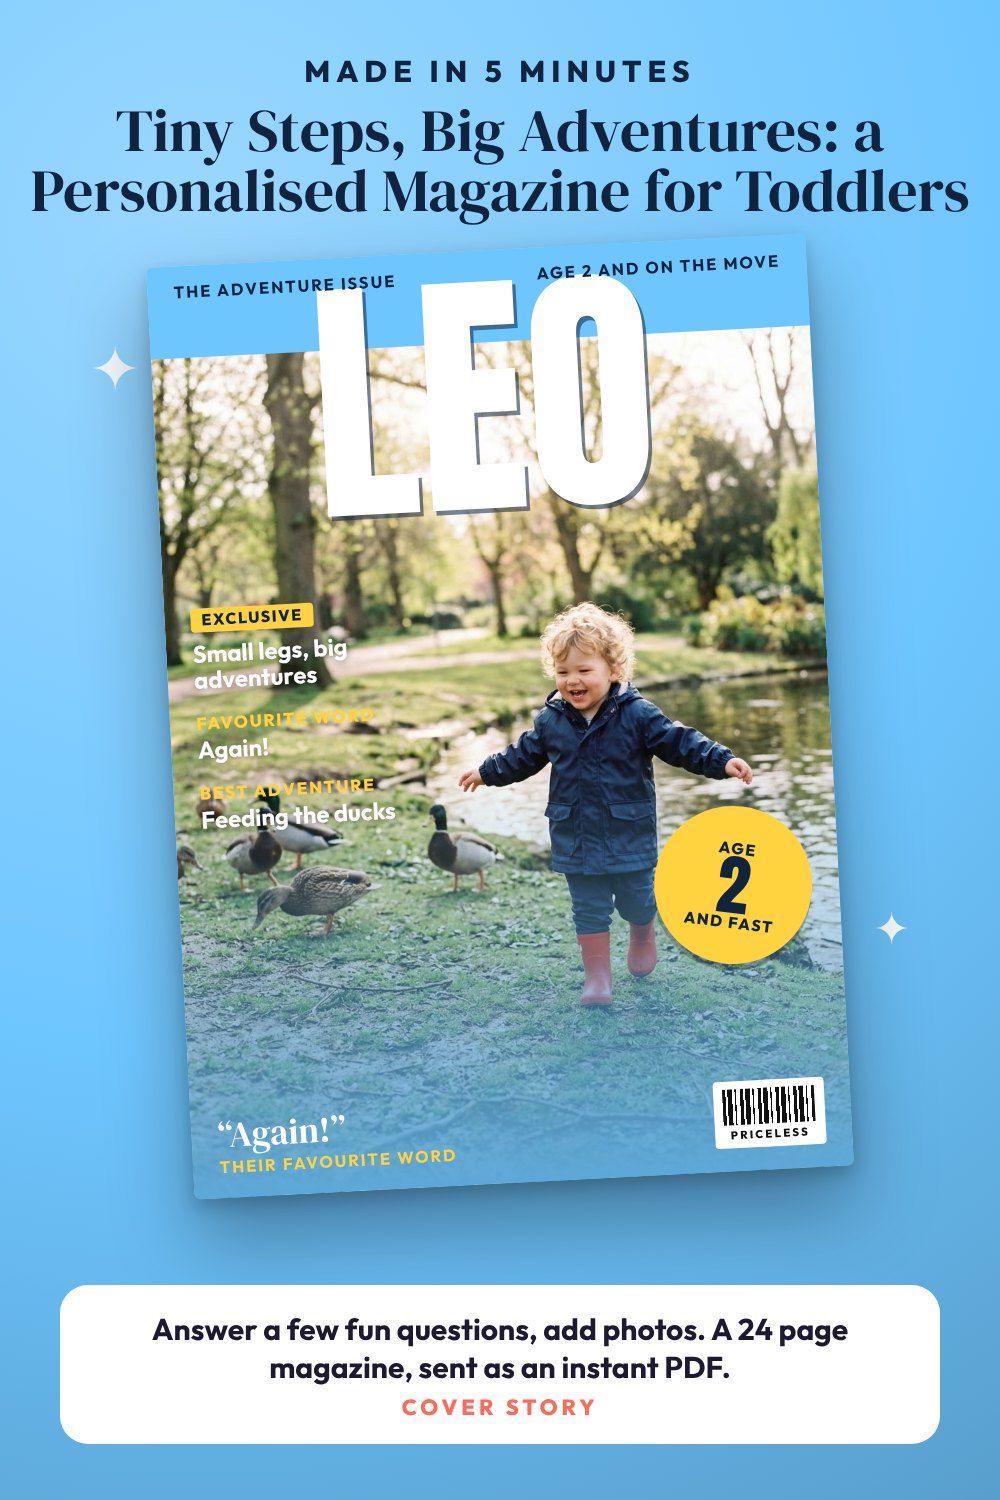 MADE IN 5 MINUTES
Tiny Steps, Big Adventures: a
Personalised Magazine for Toddlers
THE ADVENTURE ISSUE
AGE 2 AND ON THE MOVE
LEO
EXCLUSIVE
Small legs, big
adventures
FAVOURITE WORD
Again!
BEST ADVENTURE
Feeding the ducks
AGE
2
AND FAST
“Again!”
THEIR FAVOURITE WORD
PRICELESS
Answer a few fun questions, add photos. A 24 page
magazine, sent as an instant PDF.
COVER STORY